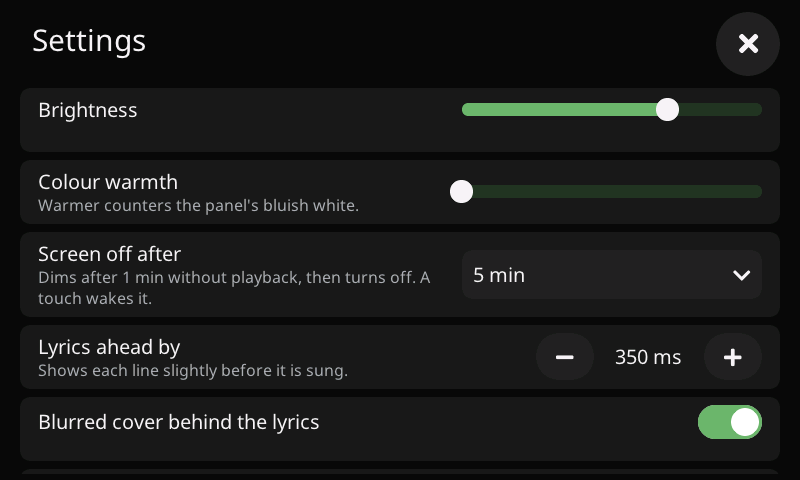 Settings
Brightness
Colour warmth
Warmer counters the panel's bluish white.
Screen off after
Dims after 1 min without playback, then turns off. A
touch wakes it.
5 min
Lyrics ahead by
Shows each line slightly before it is sung.
350 ms
Blurred cover behind the lyrics